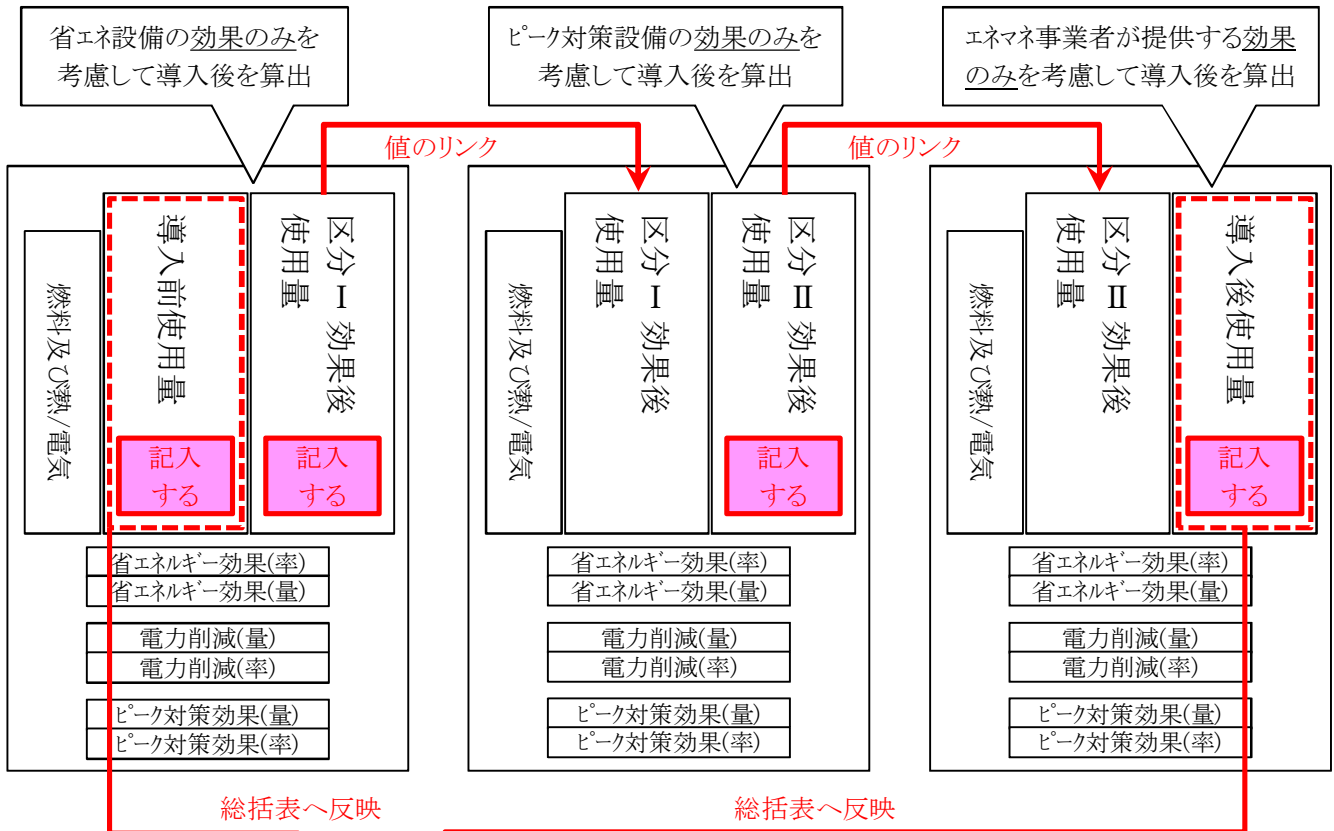 省エネ設備の効果のみを
考慮して導入後を算出
ピーク対策設備の効果のみを
考慮して導入後を算出
エネマネ事業者が提供する効果
のみを考慮して導入後を算出
値のリンク
値のリンク
燃料及び熱/電気
導入前使用量
記入
する
区分Ⅰ効果後
使用量
記入
する
省エネルギー効果(率)
省エネルギー効果(量)
電力削減(量)
電力削減(率)
ピーク対策効果(量)
ピーク対策効果(率)
燃料及び熱/電気
区分Ⅰ効果後
使用量
区分Ⅱ効果後
使用量
記入
する
省エネルギー効果(率)
省エネルギー効果(量)
電力削減(量)
電力削減(率)
ピーク対策効果(量)
ピーク対策効果(率)
燃料及び熱/電気
区分Ⅱ効果後
使用量
導入後使用量
記入
する
省エネルギー効果(率)
省エネルギー効果(量)
電力削減(量)
電力削減(率)
ピーク対策効果(量)
ピーク対策効果(率)
総括表へ反映
総括表へ反映